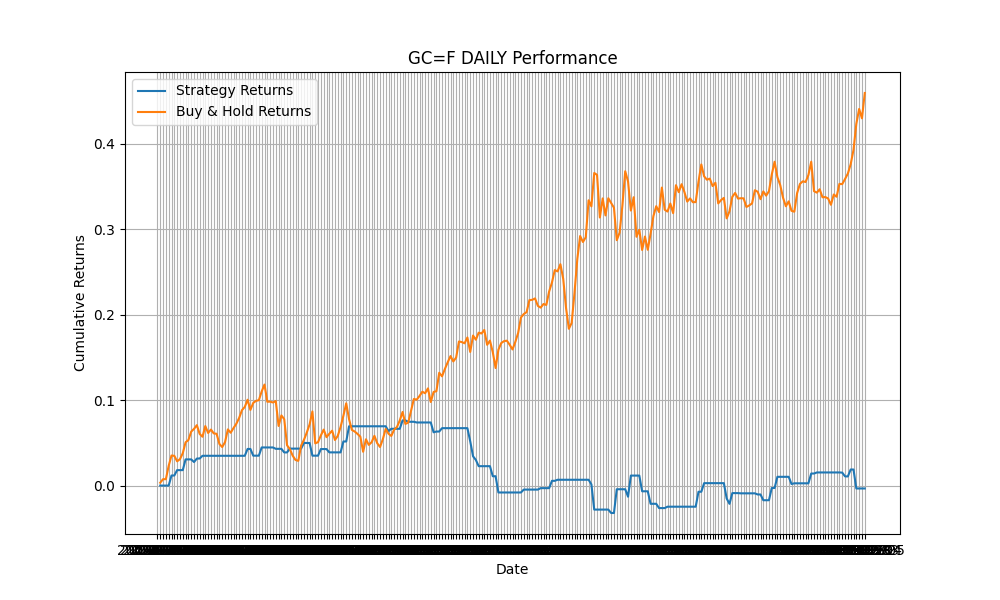 GC=F DAILY Performance
Strategy Returns
Buy & Hold Returns
0.4
0.3
0.2
0.1
0.0
Cumulative Returns
Date